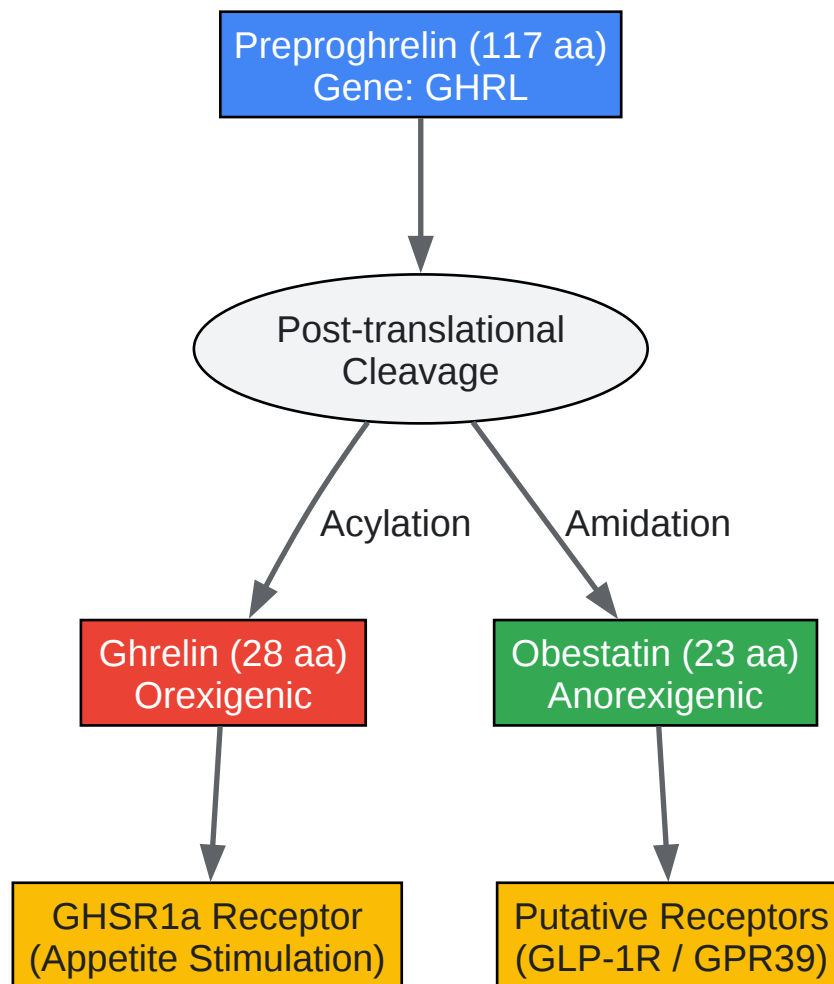 Preproghrelin (117 aa)
Gene: GHRL
Post-translational
Cleavage
Acylation
Amidation
Ghrelin (28 aa)
Orexigenic
Obestatin (23 aa)
Anorexigenic
GHSR1a Receptor
(Appetite Stimulation)
Putative Receptors
(GLP-1R / GPR39)